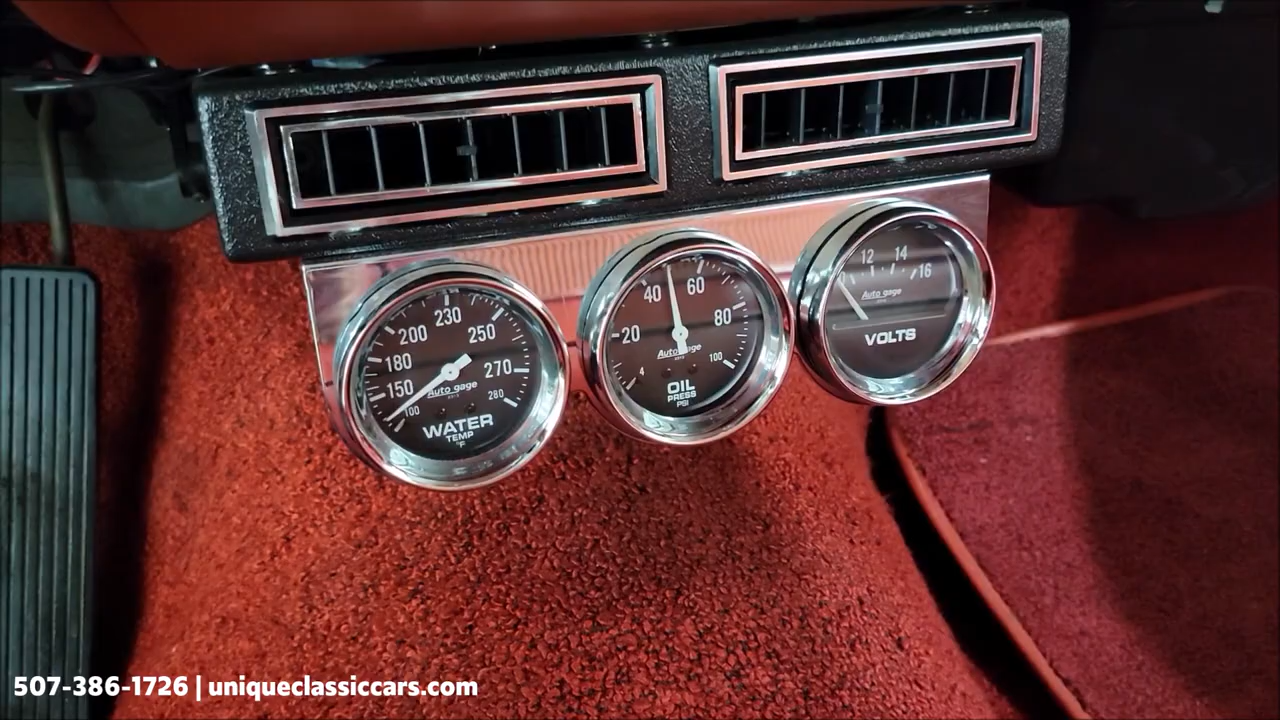 230
200
250
180
270
150
100
280
Auto gage
WATER
TEMP
°F
40
60
20
80
100
Auto gage
OIL
PRESS
PSI
12
14
16
Auto gage
VOLTS
507-386-1726 | uniqueclassiccars.com